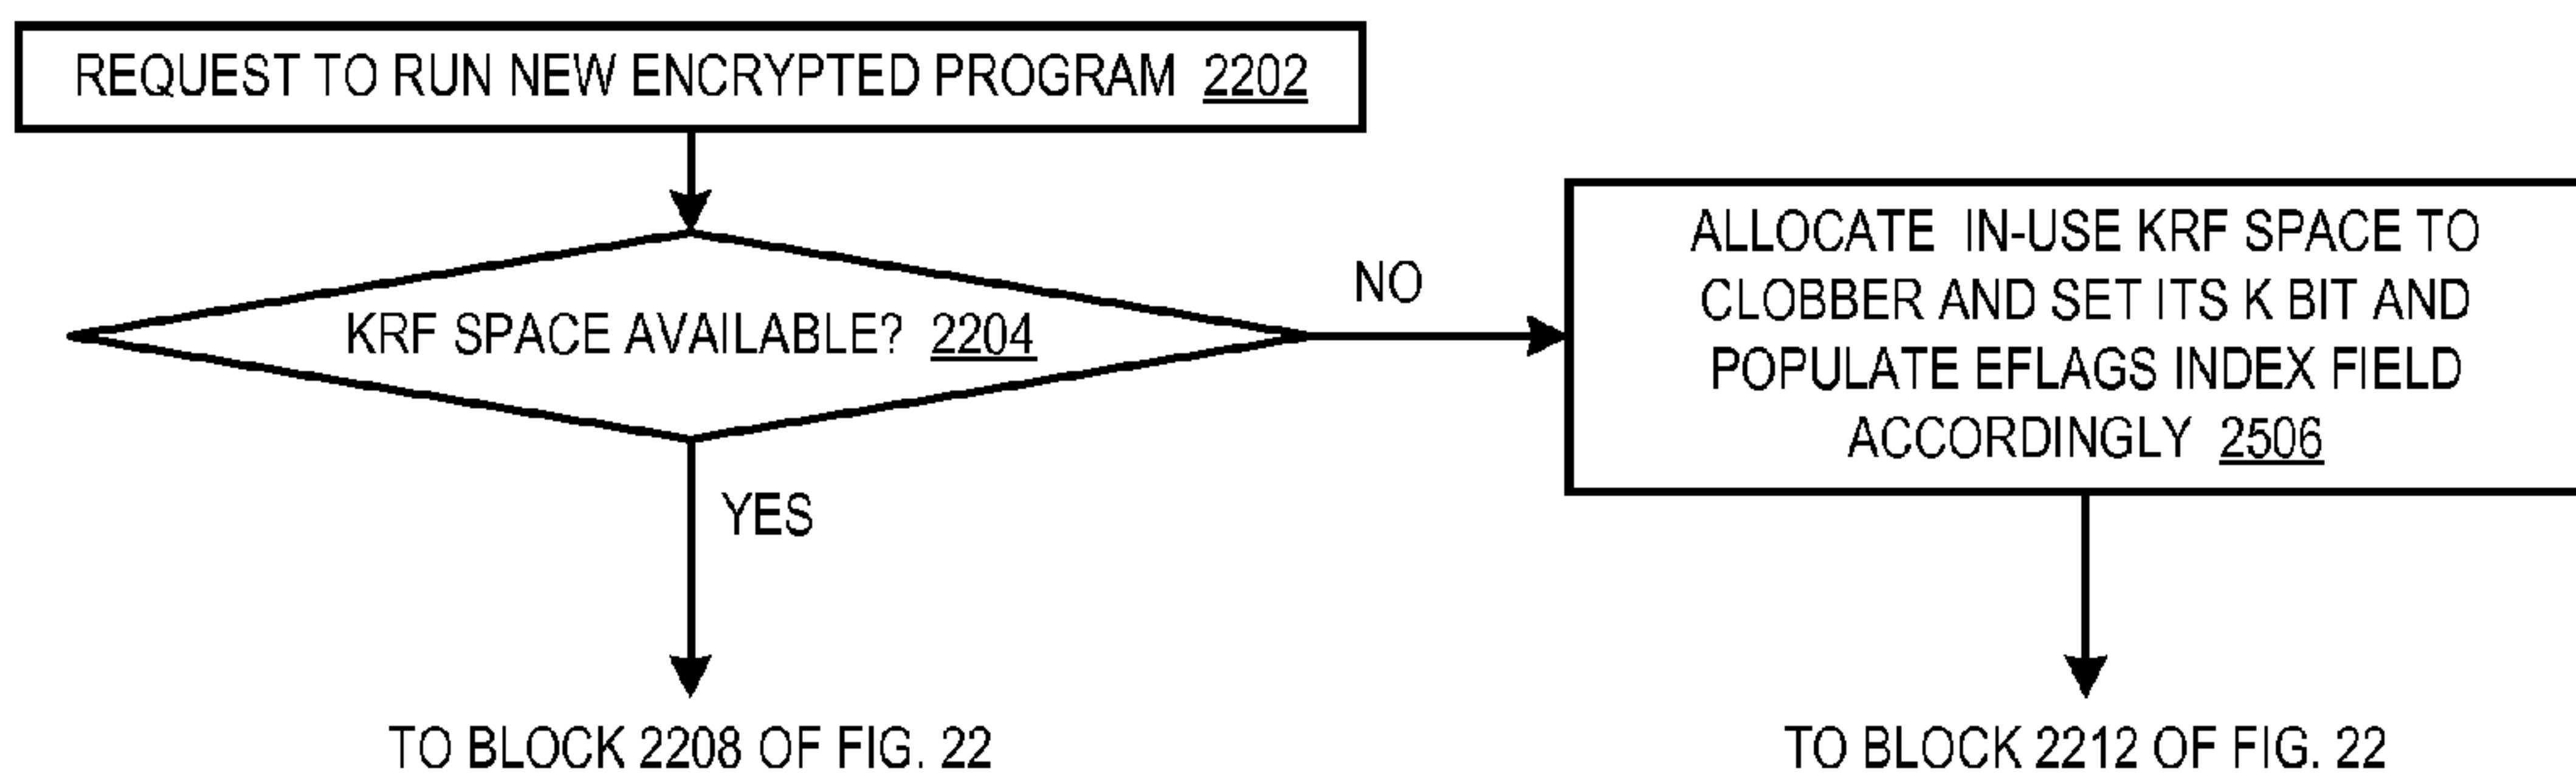 REQUEST TO RUN NEW ENCRYPTED PROGRAM 2202
KRF SPACE AVAILABLE? 2204
NO
ALLOCATE IN-USE KRF SPACE TO
CLOBBER AND SET ITS K BIT AND
POPULATE EFLAGS INDEX FIELD
ACCORDINGLY 2506
YES
TO BLOCK 2208 OF FIG. 22
TO BLOCK 2212 OF FIG. 22